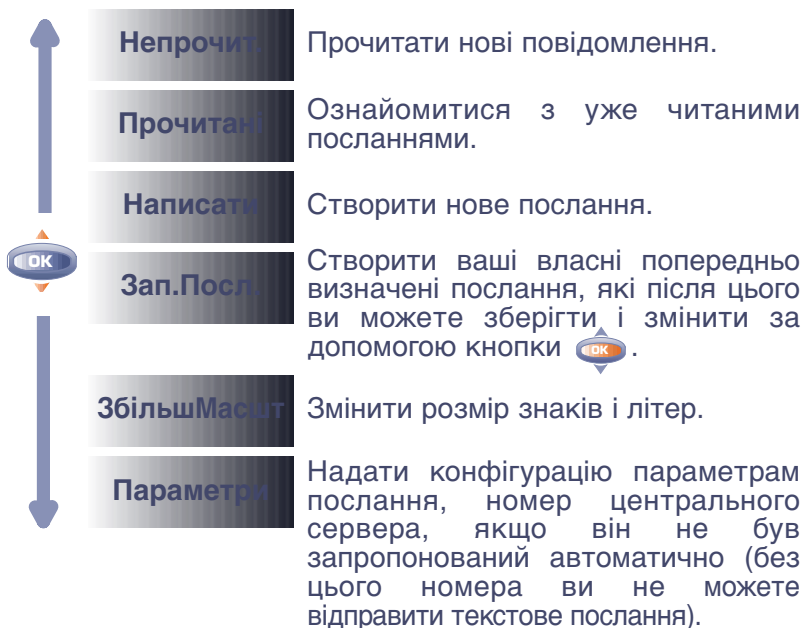 Непрочит.
Прочитати нові повідомлення.
Прочитані
Ознайомитися з уже читаними
посланнями.
Написати
Створити нове послання.
OK
Зап.Посл.
Створити ваші власні попередньо
визначені послання, які після цього
ви можете зберігти і змінити за
допомогою кнопки OK .
ЗбільшМасшт
Змінити розмір знаків і літер.
Параметри
Надати конфігурацію параметрам
послання, номер центрального
сервера, якщо він не був
запропонований автоматично (без
цього номера ви не можете
відправити текстове послання).